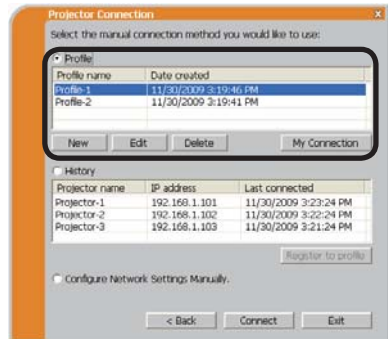 Projector Connection
Select the manual connection method you would like to use:
Profile
Profile name Date created
Profile-1 11/30/2009 3:19:46 PM
Profile-2 11/30/2009 3:19:41 PM
New Edit Delete My Connection
History
Projector name IP address Last connected
Projector-1 192.168.1.101 11/30/2009 3:23:24 PM
Projector-2 192.168.1.102 11/30/2009 3:22:24 PM
Projector-3 192.168.1.103 11/30/2009 3:21:24 PM
Register to profile
Configure Network Settings Manually.
< Back Connect Exit